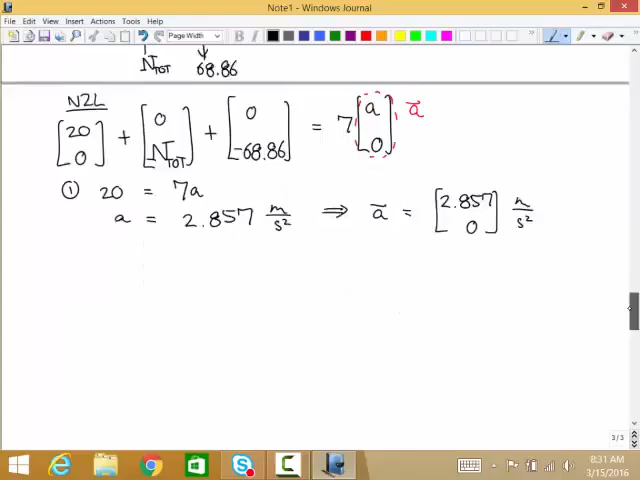 Note1 - Windows Journal
File Edit View Insert Actions Tools Help
Page Width
N_TOT 68.86
N2L
[20 0] + [0 N_TOT] + [0 -68.86] = 7 [a 0] a⃗
① 20 = 7a
a = 2.857 m/s² ⇒ a⃗ = [2.857 0] m/s²
3/3
8:31 AM
3/15/2016